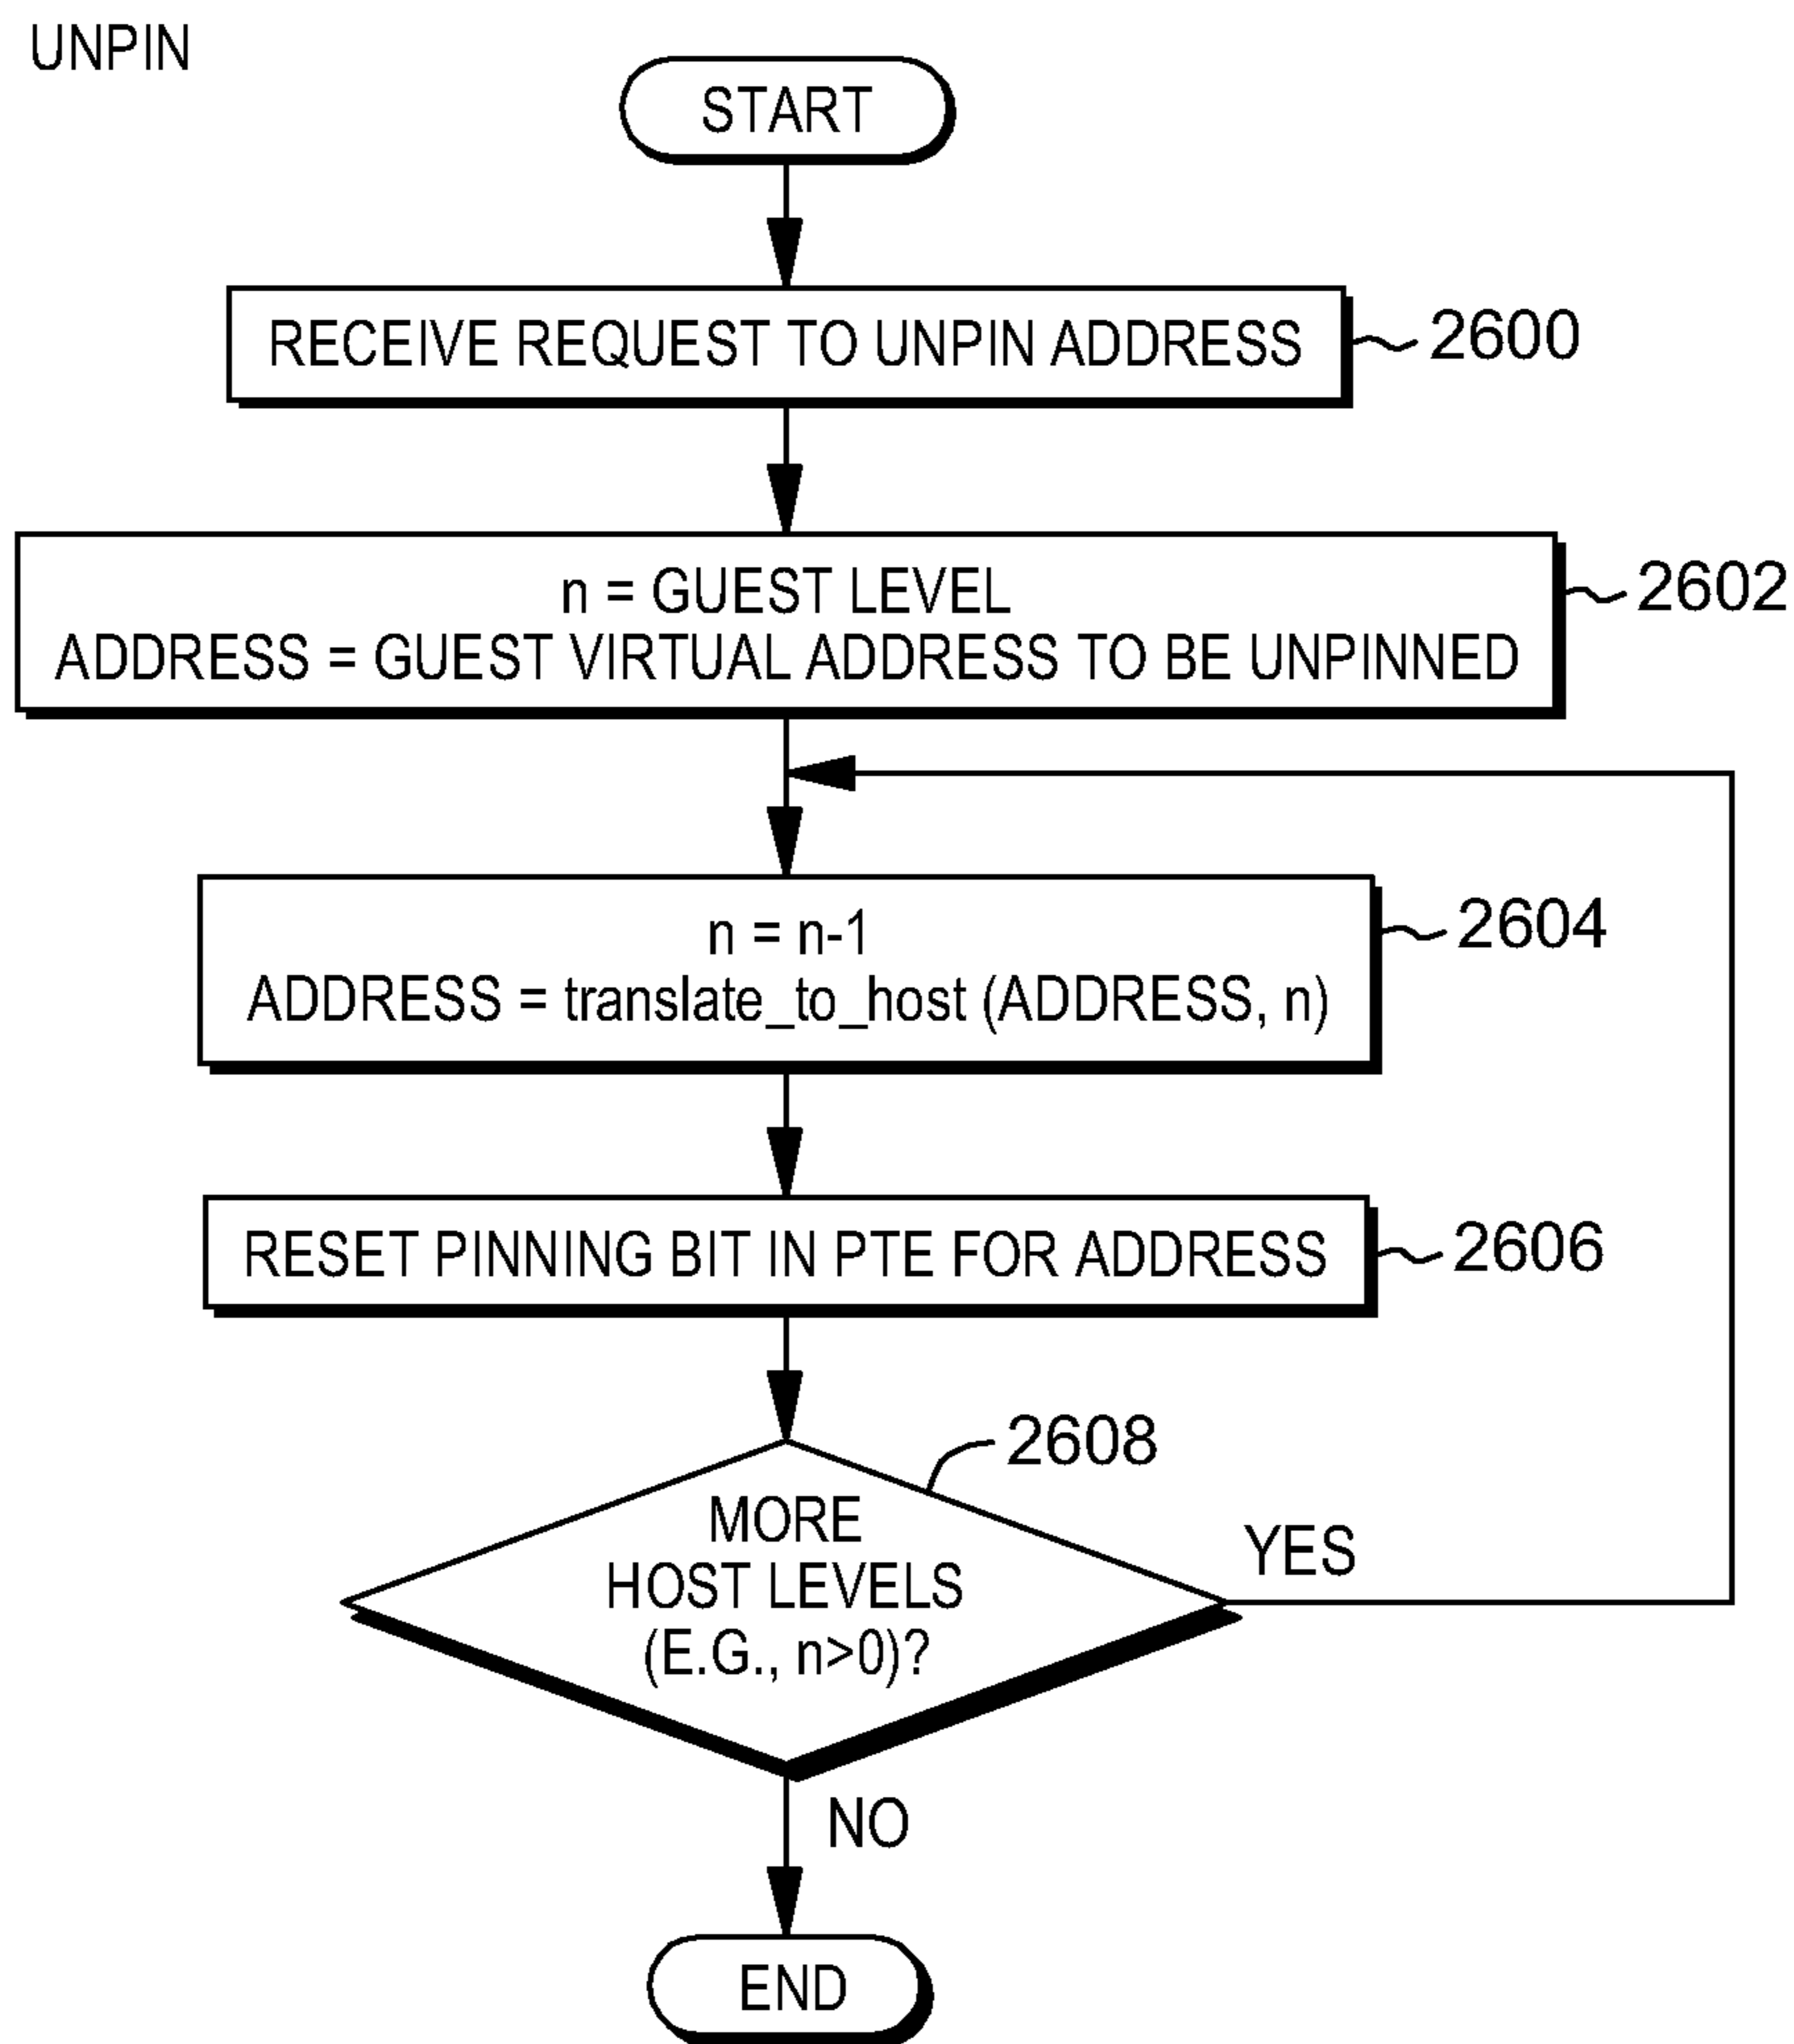 UNPIN
START
RECEIVE REQUEST TO UNPIN ADDRESS
2600
n = GUEST LEVEL
ADDRESS = GUEST VIRTUAL ADDRESS TO BE UNPINNED
2602
n = n-1
ADDRESS = translate_to_host (ADDRESS, n)
2604
RESET PINNING BIT IN PTE FOR ADDRESS
2606
2608
MORE
HOST LEVELS
(E.G., n>0)?
YES
NO
END